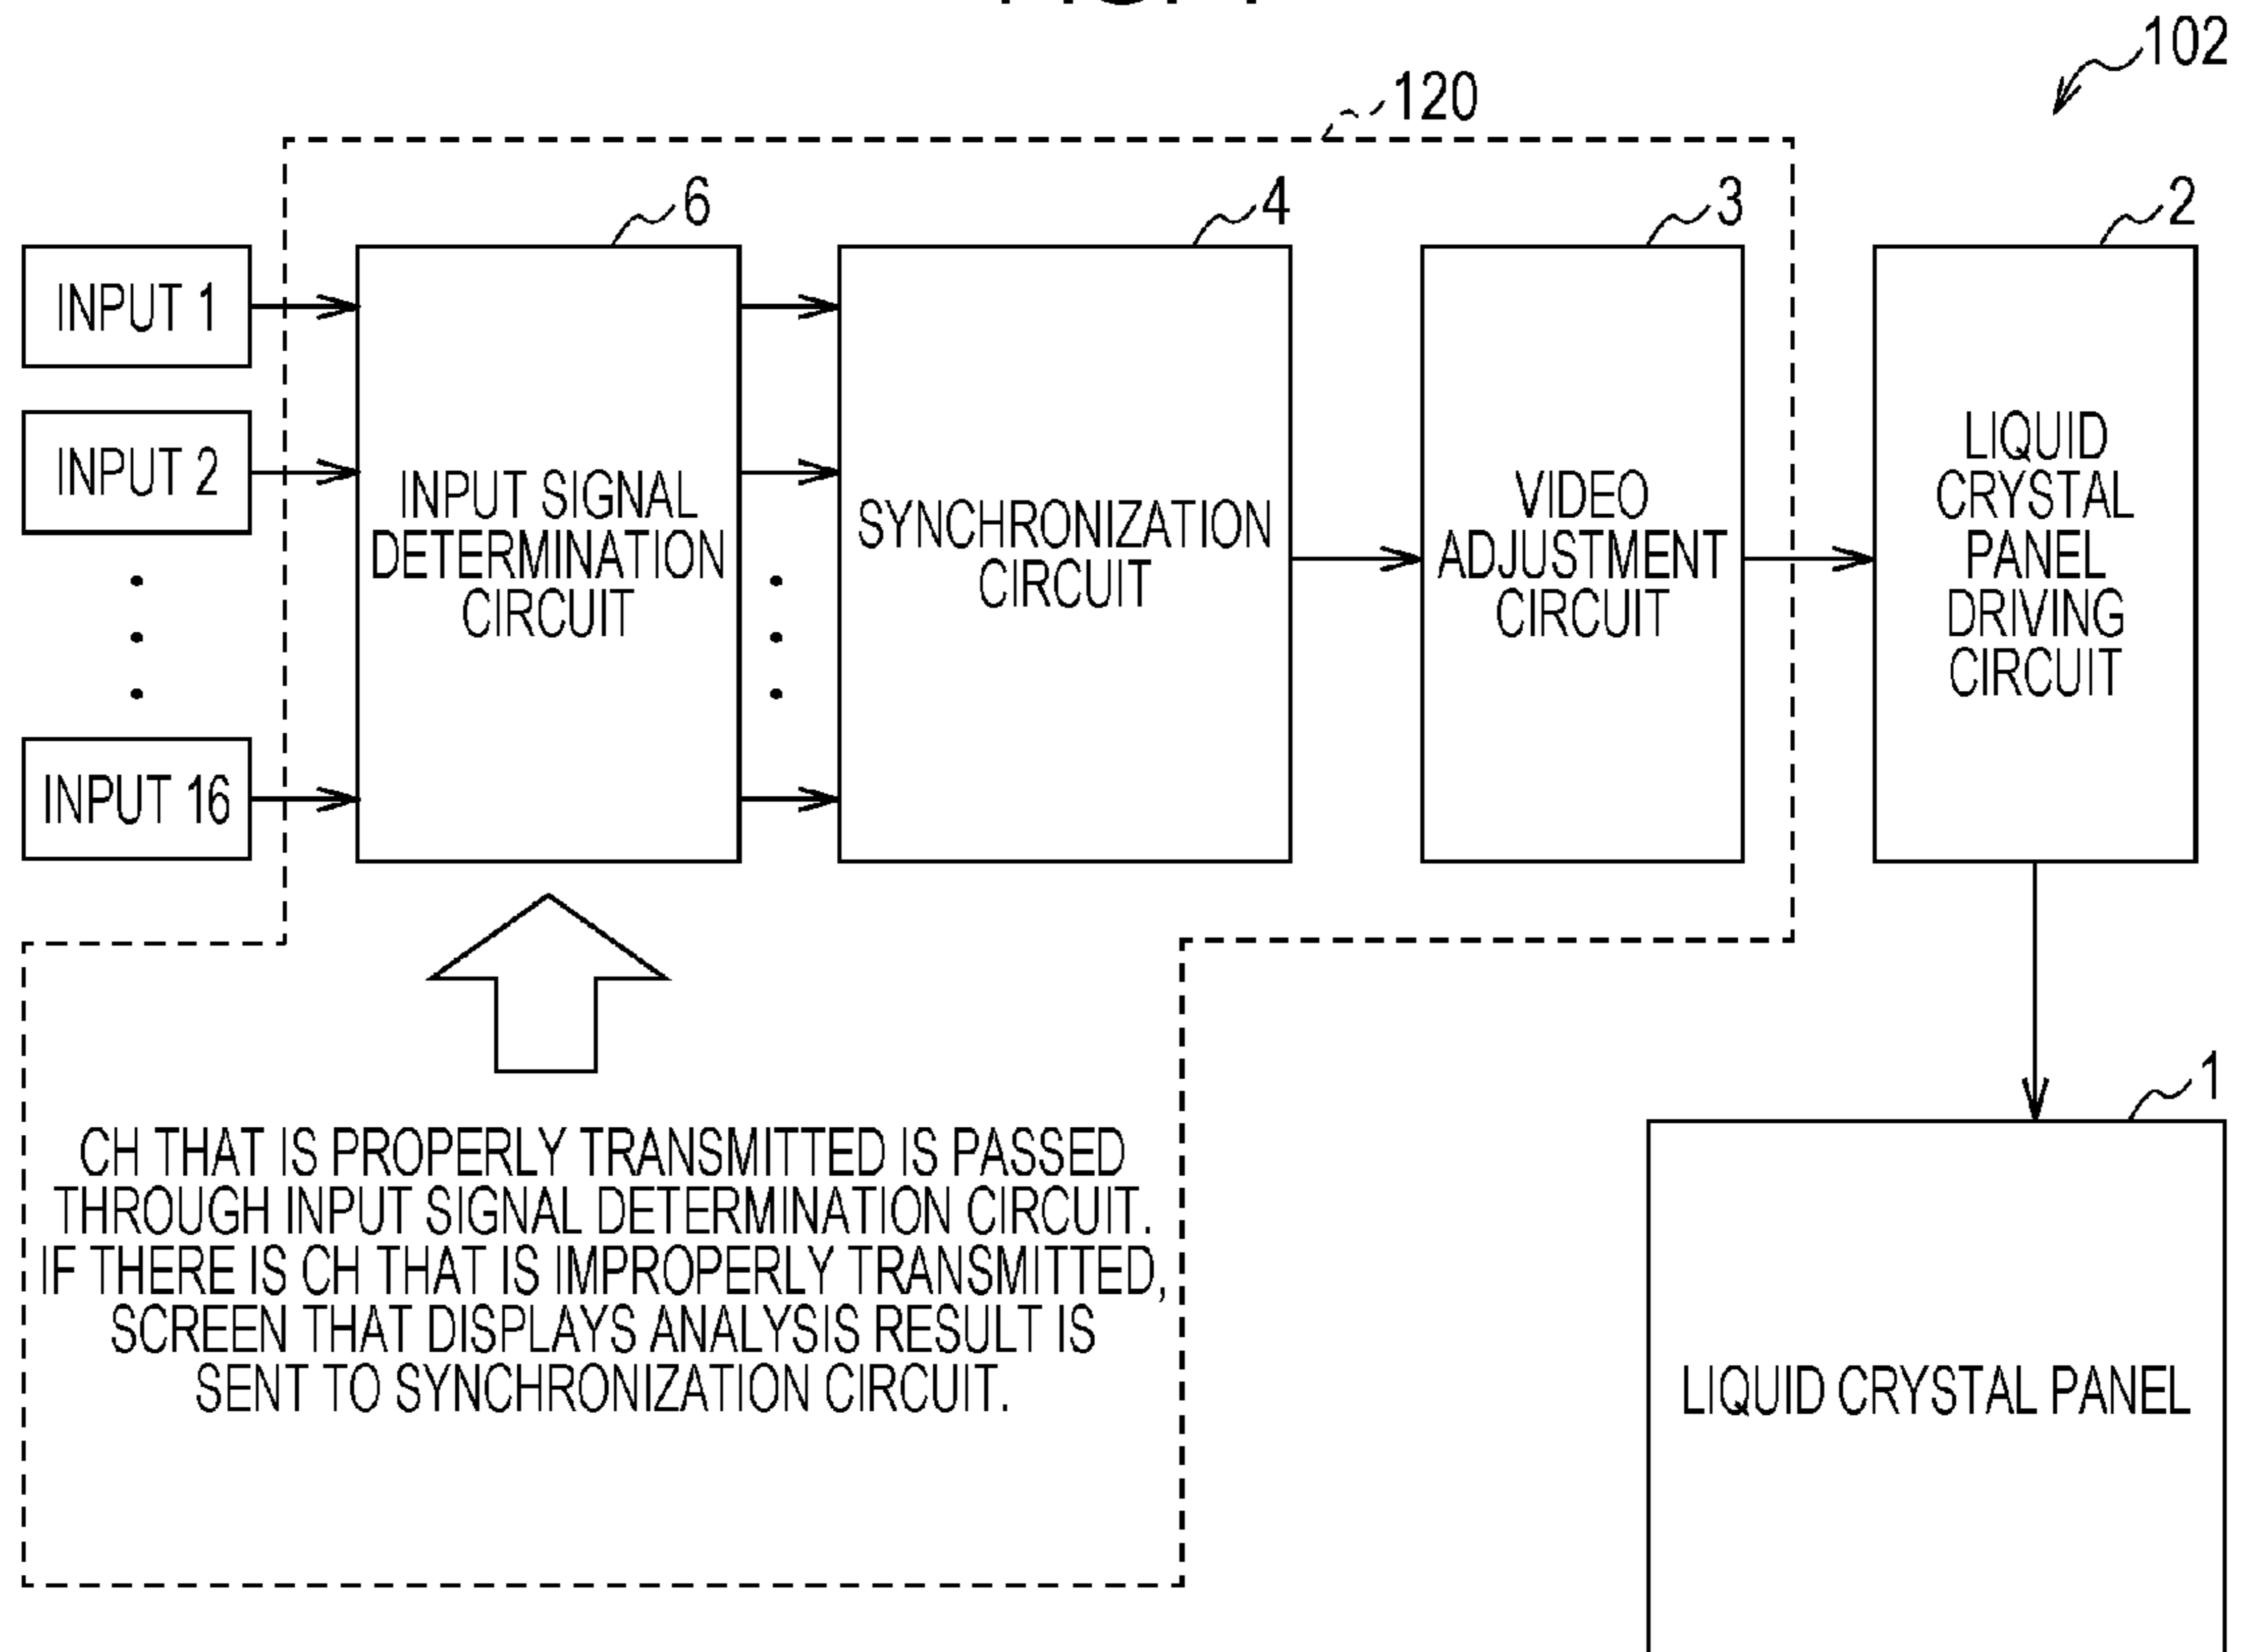 102
120
6
4
3
2
INPUT 1
INPUT 2
INPUT 16
INPUT SIGNAL
DETERMINATION
CIRCUIT
SYNCHRONIZATION
CIRCUIT
VIDEO
ADJUSTMENT
CIRCUIT
LIQUID
CRYSTAL
PANEL
DRIVING
CIRCUIT
CH THAT IS PROPERLY TRANSMITTED IS PASSED
THROUGH INPUT SIGNAL DETERMINATION CIRCUIT.
IF THERE IS CH THAT IS IMPROPERLY TRANSMITTED,
SCREEN THAT DISPLAYS ANALYSIS RESULT IS
SENT TO SYNCHRONIZATION CIRCUIT.
1
LIQUID CRYSTAL PANEL